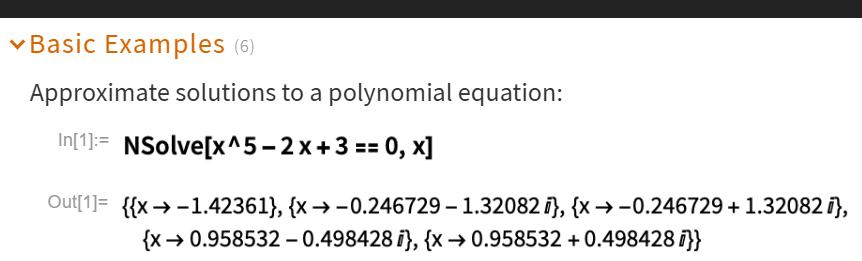 Basic Examples (6)
Approximate solutions to a polynomial equation:
In[1]:= NSolve[x^5 − 2 x + 3 == 0, x]
Out[1]= {{x → −1.42361}, {x → −0.246729 − 1.32082 ⅈ}, {x → −0.246729 + 1.32082 ⅈ},
{x → 0.958532 − 0.498428 ⅈ}, {x → 0.958532 + 0.498428 ⅈ}}